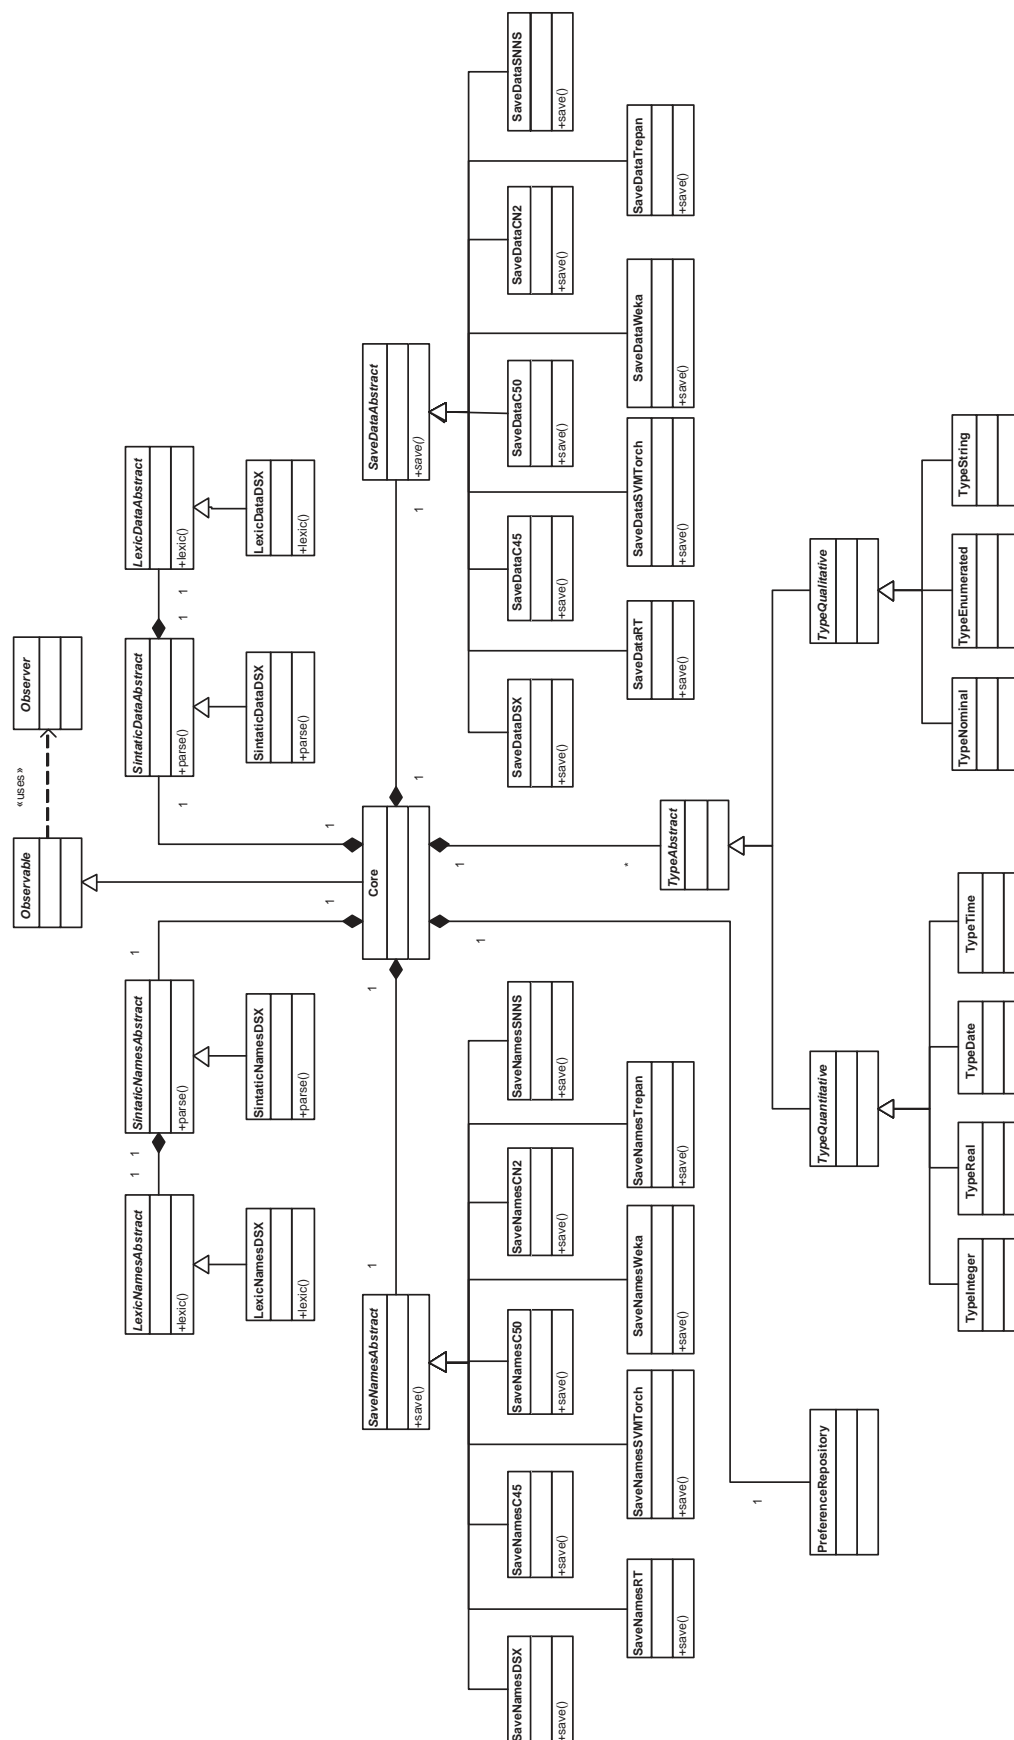 Observable
«uses»
Observer
LexicNamesAbstract
+lexic()
1
1
SintaticNamesAbstract
+parse()
1
1
1
SintaticDataAbstract
+parse()
1
1
1
LexicDataAbstract
+lexic()
LexicNamesDSX
+lexic()
SintaticNamesDSX
+parse()
SintaticDataDSX
+parse()
LexicDataDSX
+lexic()
SaveNamesAbstract
+save()
1
1
Core
1
1
SaveDataAbstract
+save()
SaveNamesDSX
+save()
SaveNamesC45
+save()
SaveNamesC50
+save()
SaveNamesCN2
+save()
SaveNamesSNNS
+save()
1
1
SaveDataDSX
+save()
SaveDataC45
+save()
SaveDataC50
+save()
SaveDataCN2
+save()
SaveDataSNNS
+save()
SaveNamesRT
+save()
SaveNamesSVMTorch
+save()
SaveNamesWeka
+save()
SaveNamesTrepan
+save()
*
SaveDataRT
+save()
SaveDataSVMTorch
+save()
SaveDataWeka
+save()
SaveDataTrepan
+save()
TypeAbstract
1
PreferenceRepository
TypeQuantitative
TypeQualitative
TypeInteger
TypeReal
TypeDate
TypeTime
TypeNominal
TypeEnumerated
TypeString